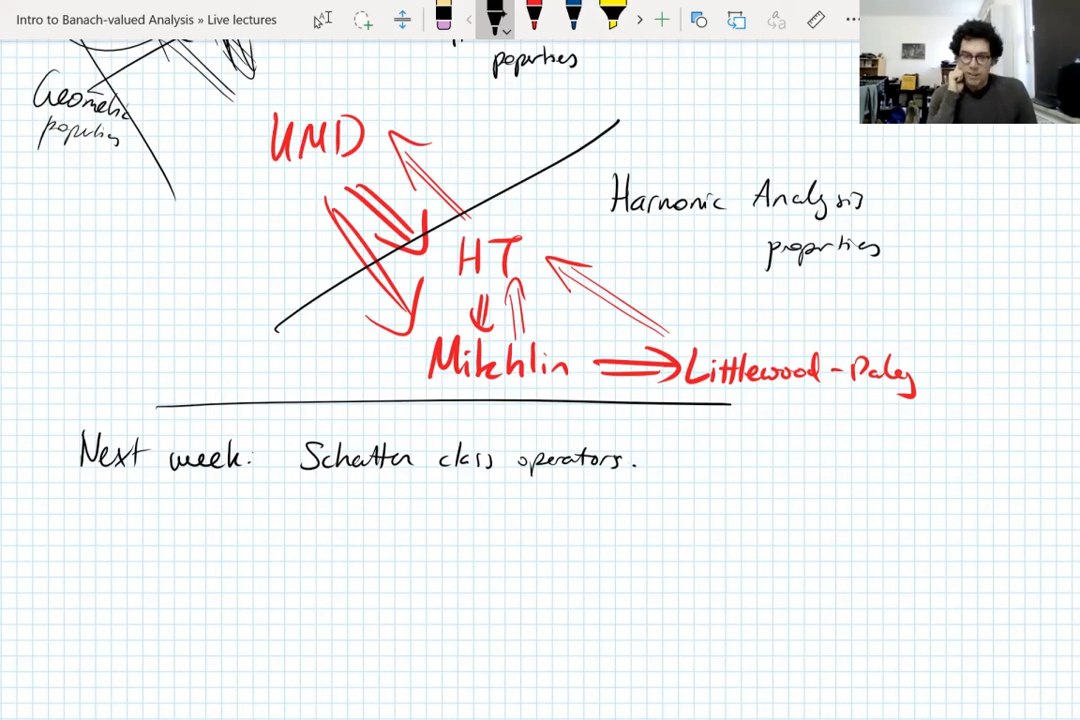 Intro to Banach-valued Analysis » Live lectures
poperties
Geometric
properties
UMD
Harmonic Analysis
properties
HT
Mikhlin ⇒ Littlewood-Paley
Next week: Schatten class operators.